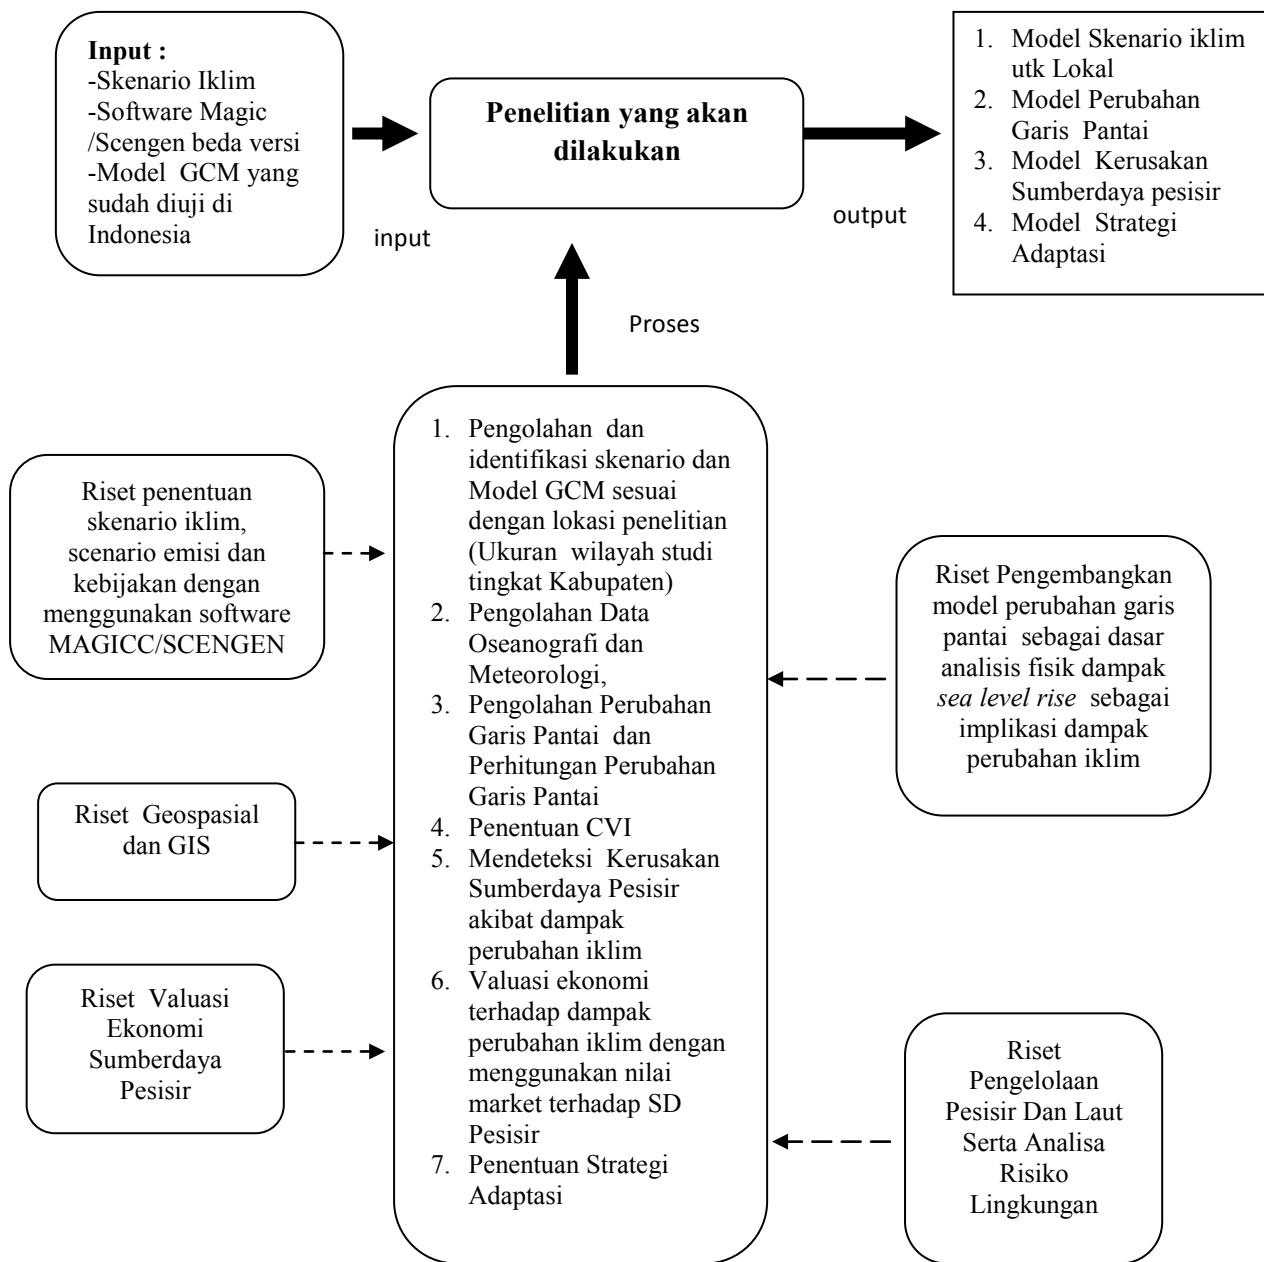 Input :
-Skenario Iklim
-Software Magic
/Scengen beda versi
-Model GCM yang
sudah diuji di
Indonesia
input
Penelitian yang akan
dilakukan
output
1. Model Skenario iklim
utk Lokal
2. Model Perubahan
Garis Pantai
3. Model Kerusakan
Sumberdaya pesisir
4. Model Strategi
Adaptasi
Proses
Riset penentuan
skenario iklim,
scenario emisi dan
kebijakan dengan
menggunakan software
MAGICC/SCENGEN
Riset Geospasial
dan GIS
Riset Valuasi
Ekonomi
Sumberdaya
Pesisir
1. Pengolahan dan
identifikasi skenario dan
Model GCM sesuai
dengan lokasi penelitian
(Ukuran wilayah studi
tingkat Kabupaten)
2. Pengolahan Data
Oseanografi dan
Meteorologi,
3. Pengolahan Perubahan
Garis Pantai dan
Perhitungan Perubahan
Garis Pantai
4. Penentuan CVI
5. Mendeteksi Kerusakan
Sumberdaya Pesisir
akibat dampak
perubahan iklim
6. Valuasi ekonomi
terhadap dampak
perubahan iklim dengan
menggunakan nilai
market terhadap SD
Pesisir
7. Penentuan Strategi
Adaptasi
Riset Pengembangkan
model perubahan garis
pantai sebagai dasar
analisis fisik dampak
sea level rise sebagai
implikasi dampak
perubahan iklim
Riset
Pengelolaan
Pesisir Dan Laut
Serta Analisa
Risiko
Lingkungan